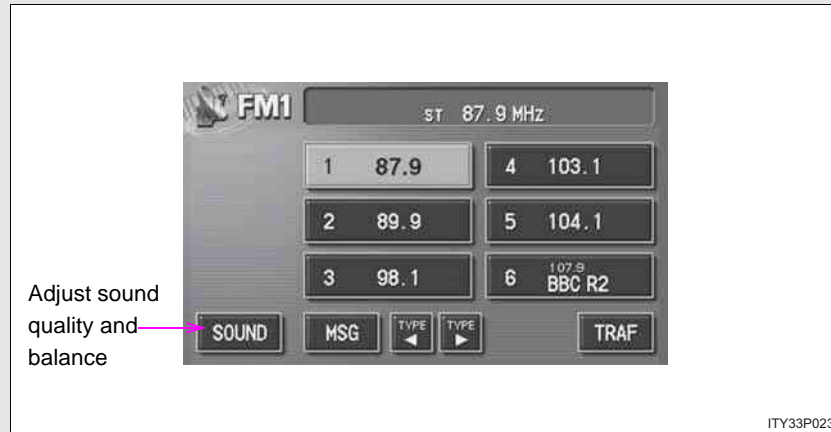 FM1
ST 87.9 MHz
1 87.9
4 103.1
2 89.9
5 104.1
3 98.1
6 107.9 BBC R2
Adjust sound
quality and
balance
SOUND
MSG
TYPE
TYPE
TRAF
ITY33P023